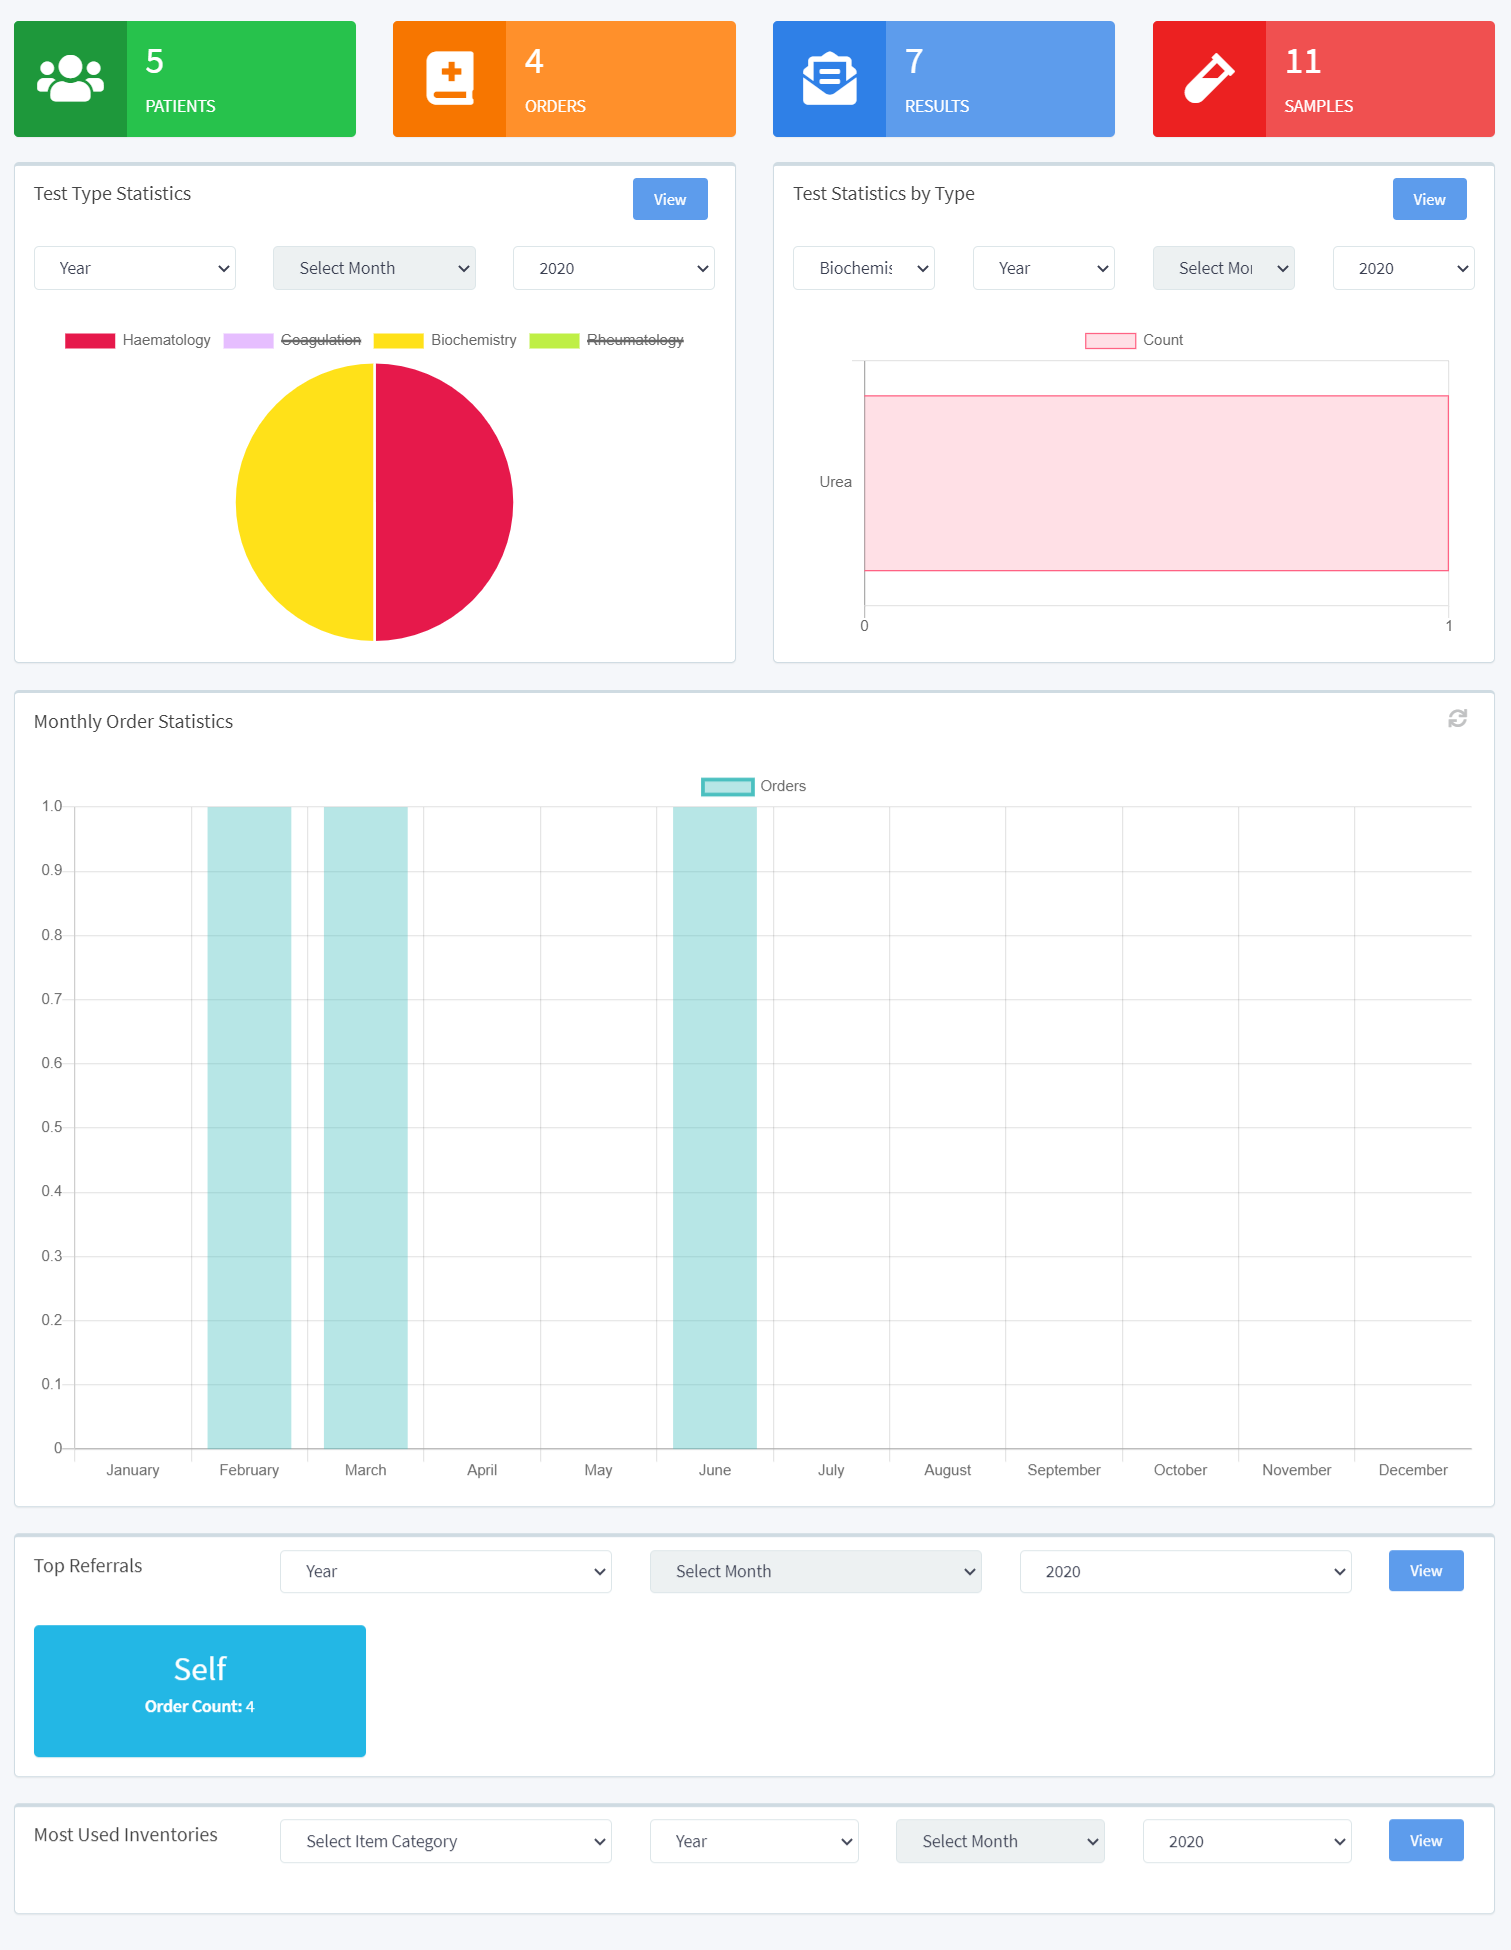 5
PATIENTS
4
ORDERS
7
RESULTS
11
SAMPLES
Test Type Statistics
View
Year
Select Month
2020
Haematology
Coagulation
Biochemistry
Rheumatology
Test Statistics by Type
View
Biochemis
Year
Select Mo
2020
Count
Urea
0
1
Monthly Order Statistics
Orders
1.0
0.9
0.8
0.7
0.6
0.5
0.4
0.3
0.2
0.1
0
January
February
March
April
May
June
July
August
September
October
November
December
Top Referrals
Year
Select Month
2020
View
Self
Order Count: 4
Most Used Inventories
Select Item Category
Year
Select Month
2020
View